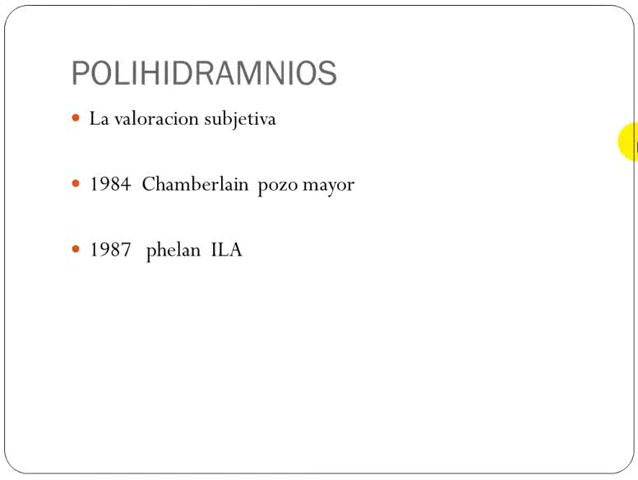 POLIHIDRAMNIOS
La valoracion subjetiva
1984 Chamberlain pozo mayor
1987 phelan ILA